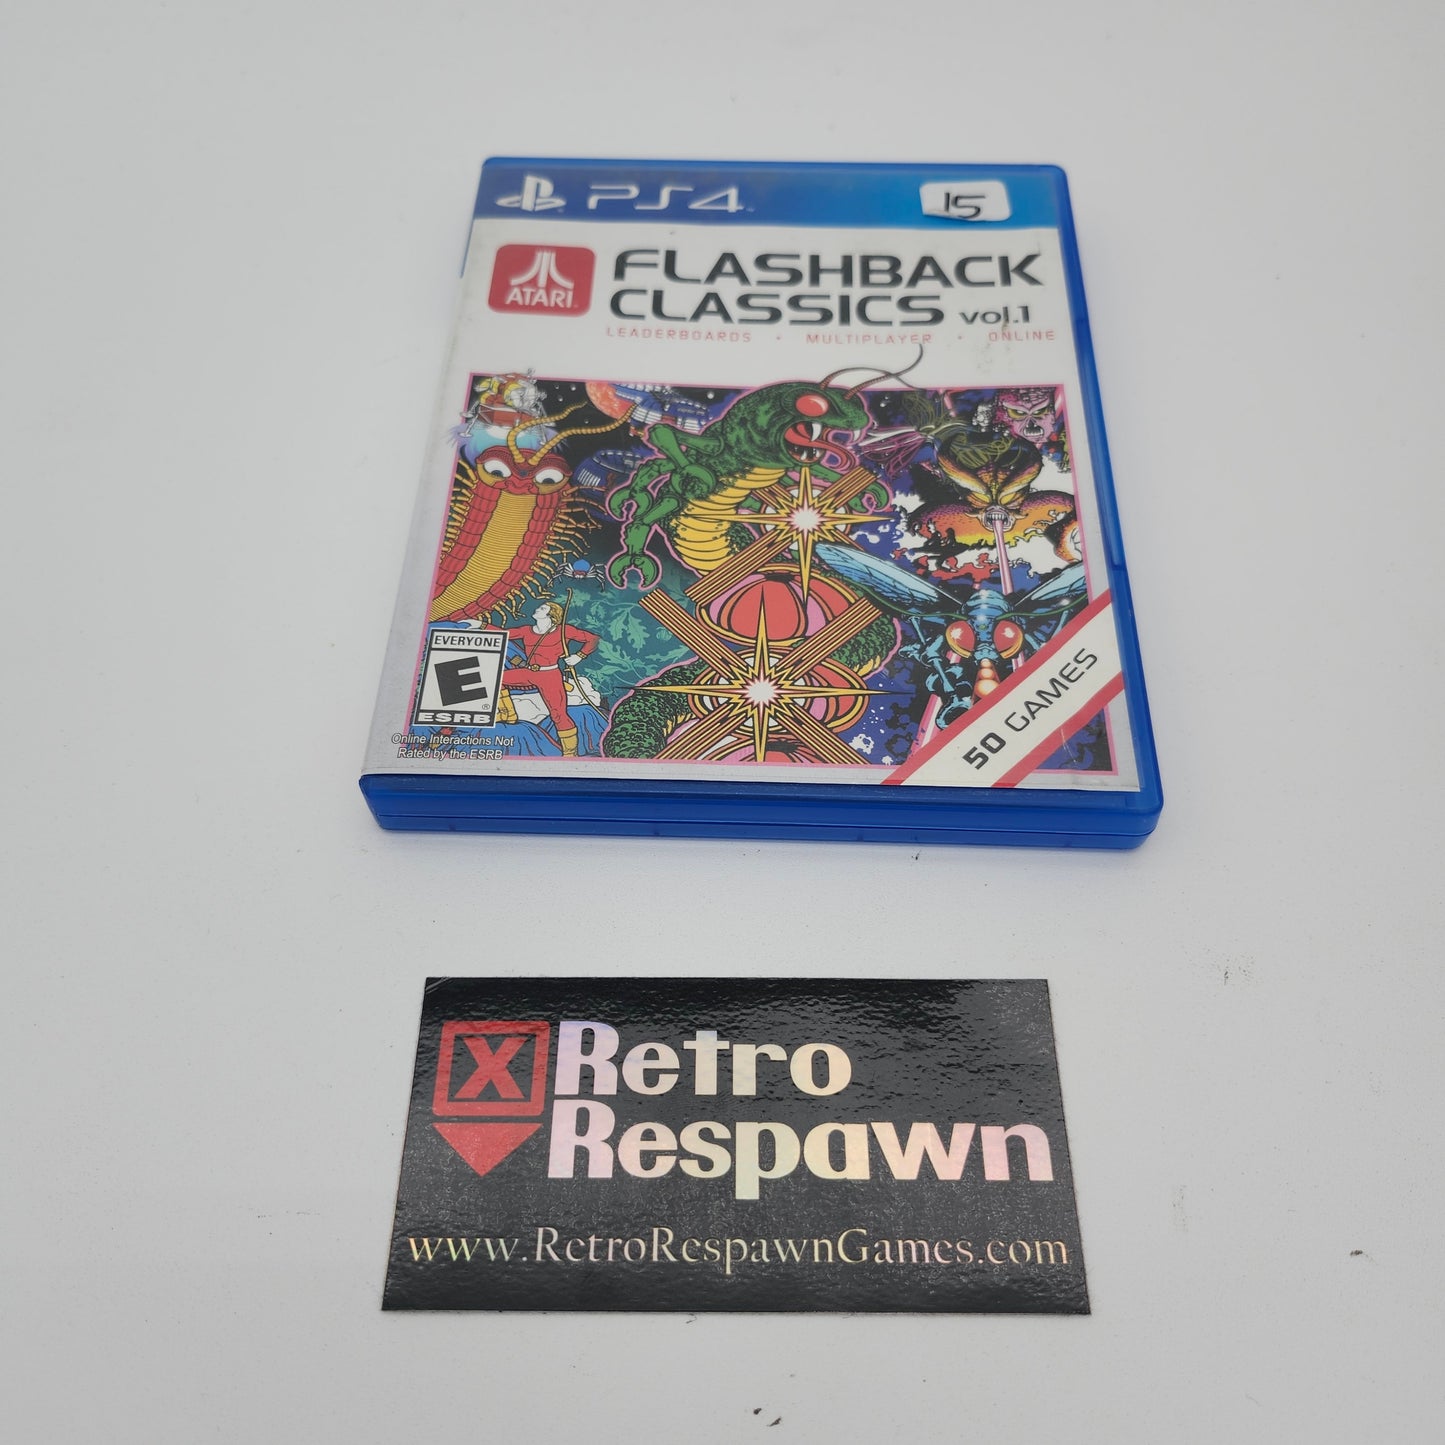 PS4
15
ATARI
FLASHBACK
CLASSICS vol.1
LEADERBOARDS • MULTIPLAYER • ONLINE
EVERYONE
E
®
ESRB
Online Interactions Not
Rated by the ESRB
50 GAMES
X Retro
Respawn
www.RetroRespawnGames.com